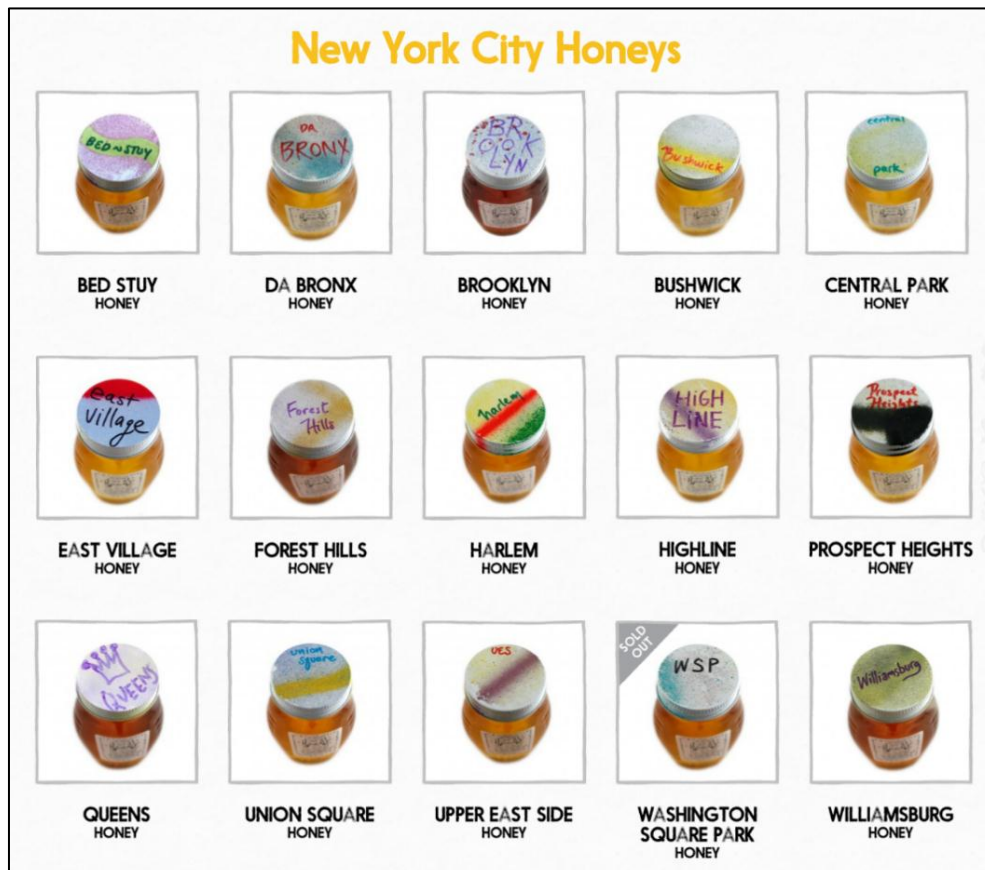 New York City Honeys
BED ~ STUY
DA
BRONX
BR
OOK
LYN
Bushwick
central
park
BED STUY
HONEY
DA BRONX
HONEY
BROOKLYN
HONEY
BUSHWICK
HONEY
CENTRAL PARK
HONEY
east
village
Forest
Hills
harlem
HIGH
LINE
Prospect
Heights
EAST VILLAGE
HONEY
FOREST HILLS
HONEY
HARLEM
HONEY
HIGHLINE
HONEY
PROSPECT HEIGHTS
HONEY
QUEENS
union
square
UES
SOLD
OUT
WSP
Williamsburg
QUEENS
HONEY
UNION SQUARE
HONEY
UPPER EAST SIDE
HONEY
WASHINGTON
SQUARE PARK
HONEY
WILLIAMSBURG
HONEY